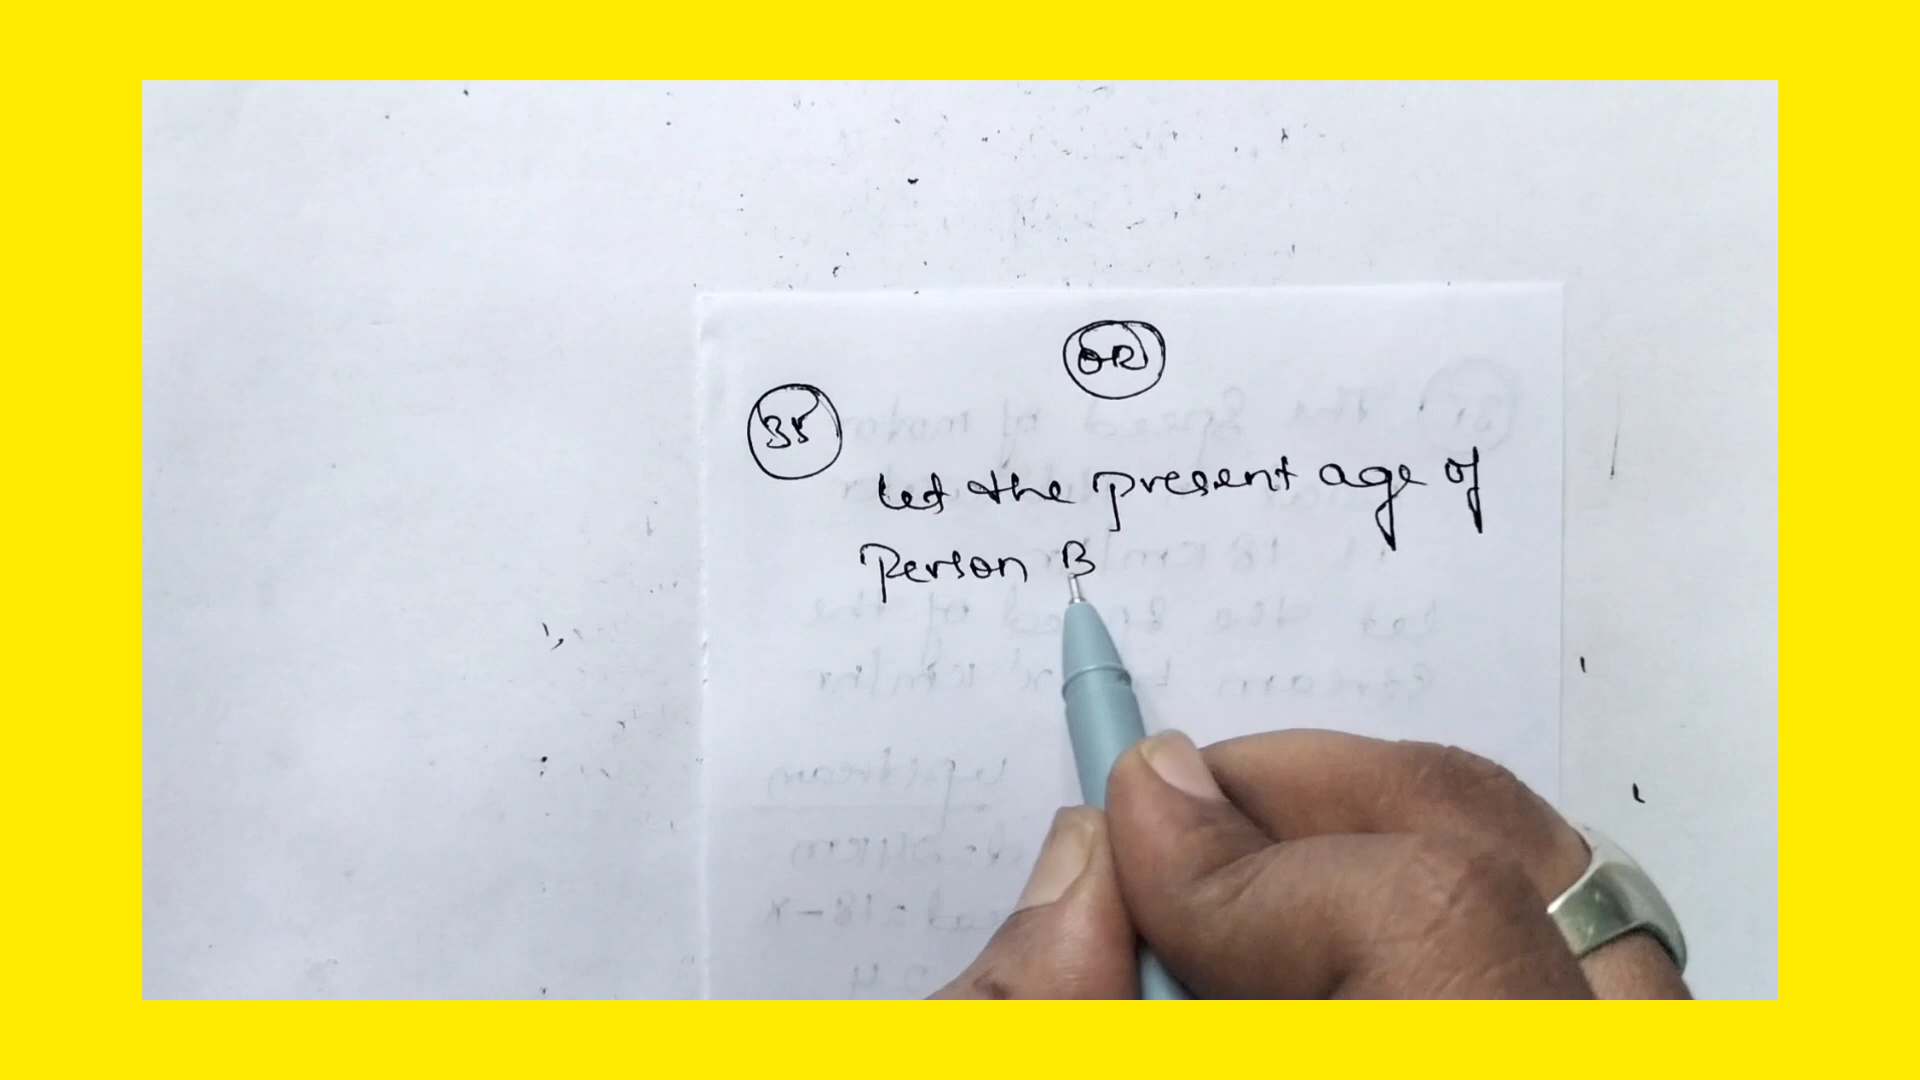 OR
35
Let the present age of
Person B